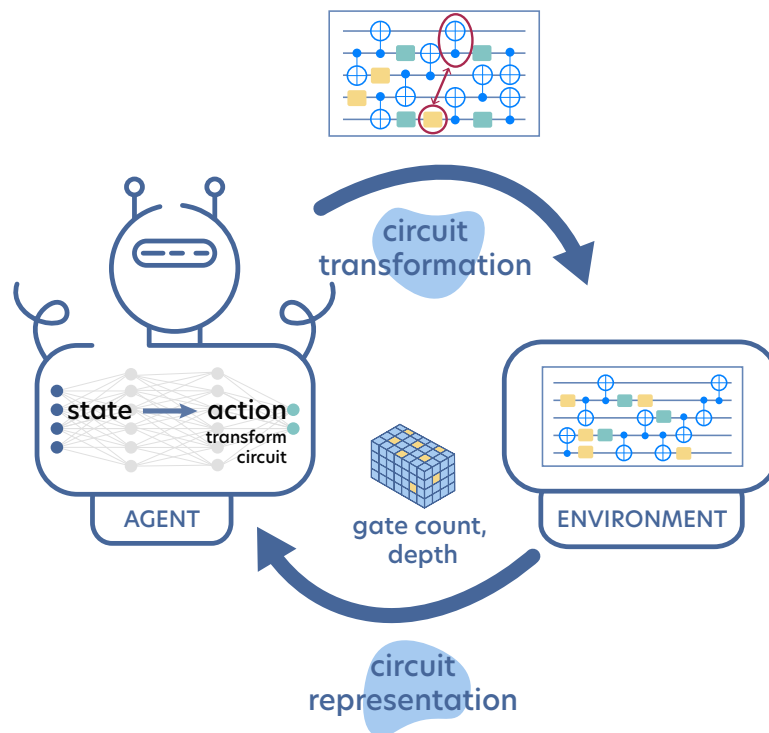 circuit
transformation
state
action
transform
circuit
AGENT
gate count,
depth
ENVIRONMENT
circuit
representation